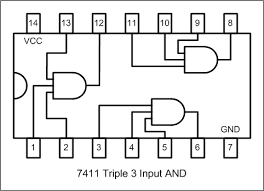 14 13 12 11 10 9 8
VCC
GND
1 2 3 4 5 6 7
7411 Triple 3 Input AND